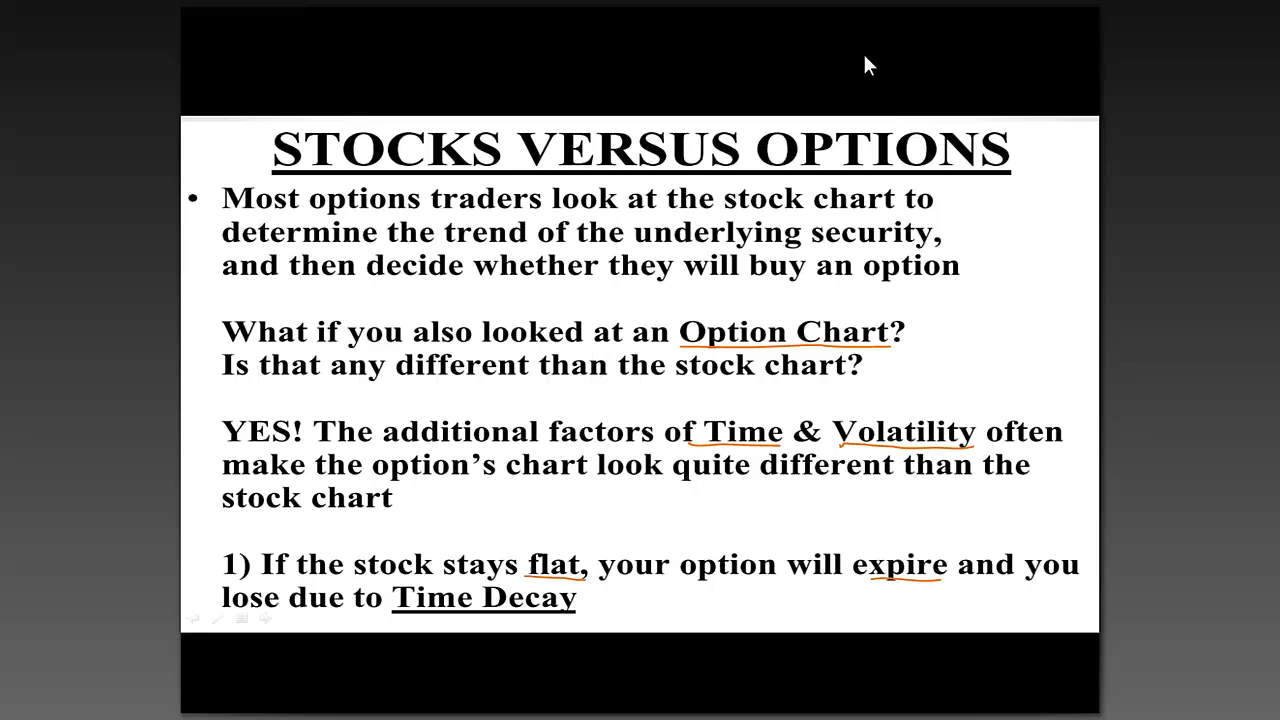 STOCKS VERSUS OPTIONS
• Most options traders look at the stock chart to
determine the trend of the underlying security,
and then decide whether they will buy an option
What if you also looked at an Option Chart?
Is that any different than the stock chart?
YES! The additional factors of Time & Volatility often
make the option’s chart look quite different than the
stock chart
1) If the stock stays flat, your option will expire and you
lose due to Time Decay